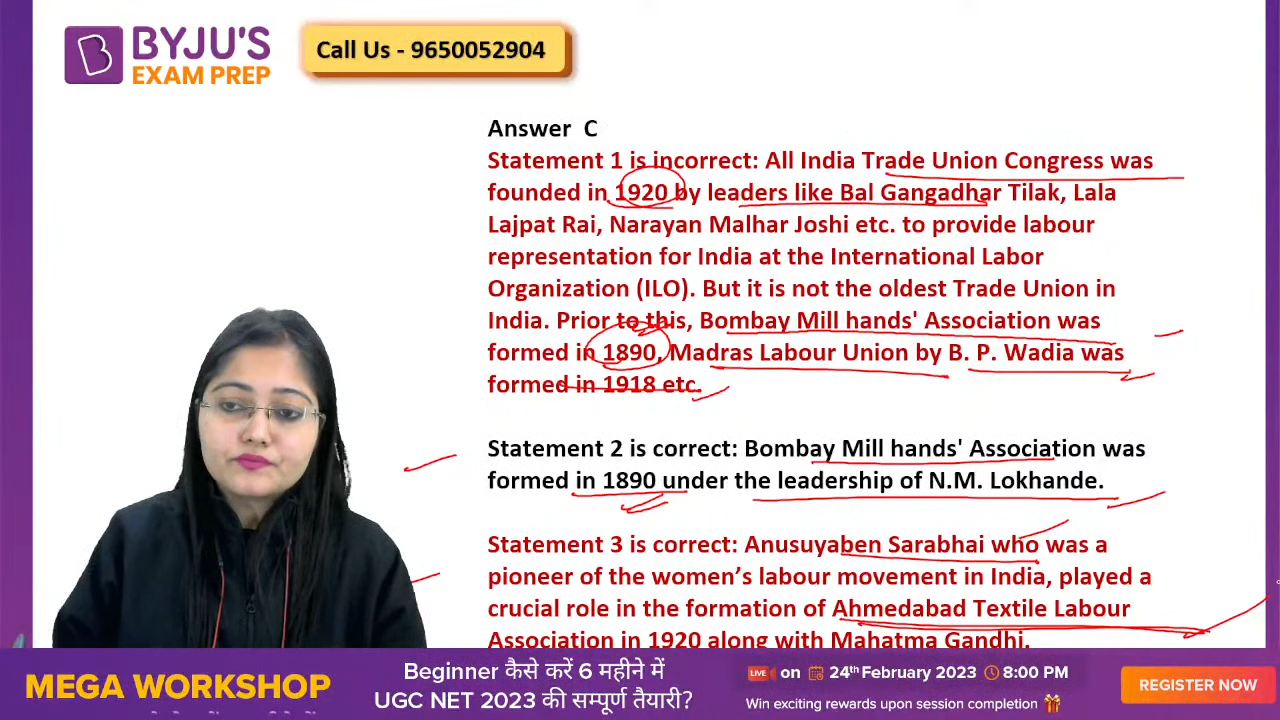 BYJU'S
EXAM PREP
Call Us - 9650052904
Answer C
Statement 1 is incorrect: All India Trade Union Congress was
founded in 1920 by leaders like Bal Gangadhar Tilak, Lala
Lajpat Rai, Narayan Malhar Joshi etc. to provide labour
representation for India at the International Labor
Organization (ILO). But it is not the oldest Trade Union in
India. Prior to this, Bombay Mill hands' Association was
formed in 1890, Madras Labour Union by B. P. Wadia was
formed in 1918 etc.
Statement 2 is correct: Bombay Mill hands' Association was
formed in 1890 under the leadership of N.M. Lokhande.
Statement 3 is correct: Anusuyaben Sarabhai who was a
pioneer of the women’s labour movement in India, played a
crucial role in the formation of Ahmedabad Textile Labour
Association in 1920 along with Mahatma Gandhi.
MEGA WORKSHOP
Beginner कैसे करें 6 महीने में
UGC NET 2023 की सम्पूर्ण तैयारी?
LIVE on 24th February 2023 8:00 PM
Win exciting rewards upon session completion
REGISTER NOW